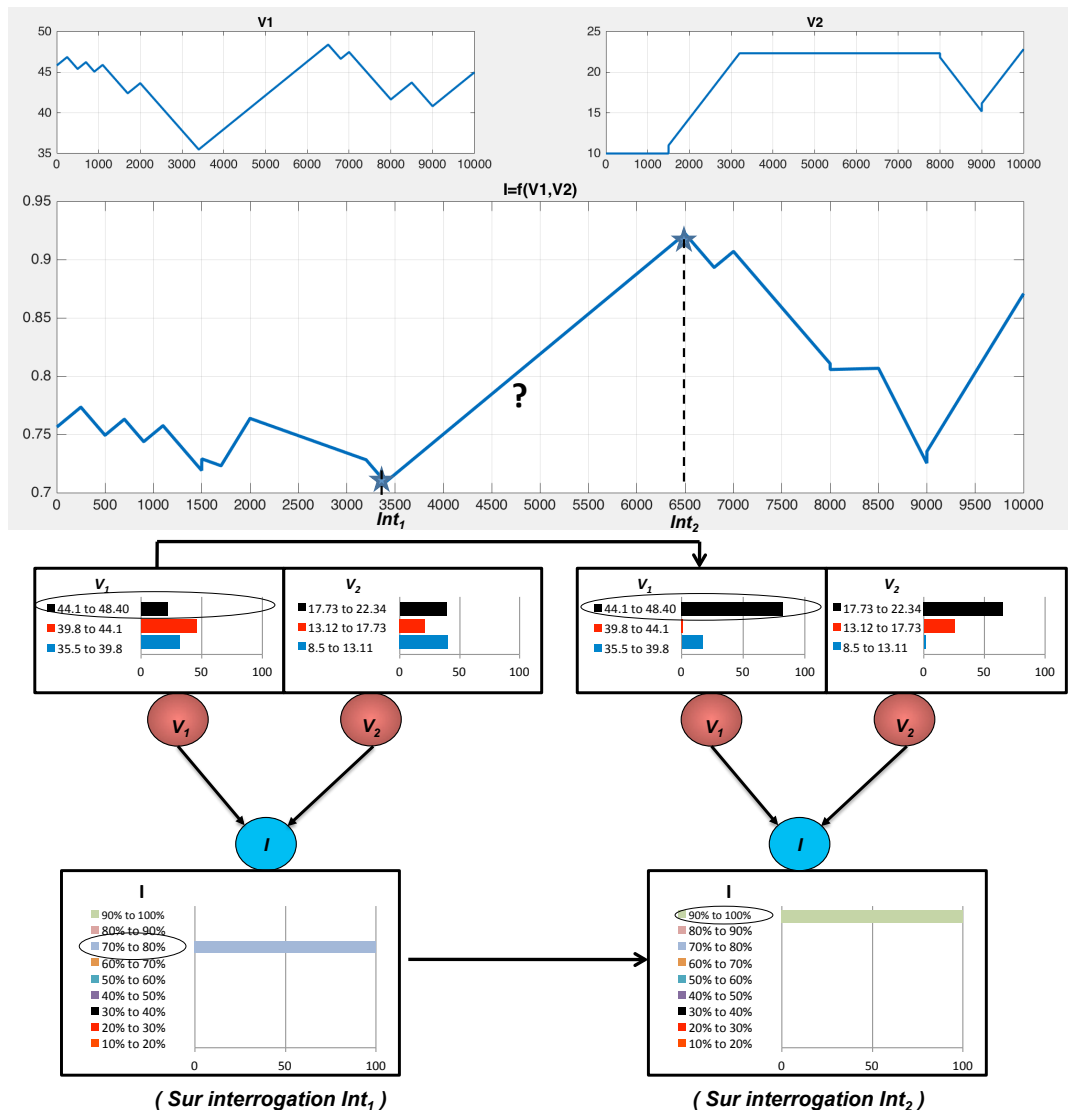 V1
50
45
40
35
0 1000 2000 3000 4000 5000 6000 7000 8000 9000 10000
V2
25
20
15
10
0 1000 2000 3000 4000 5000 6000 7000 8000 9000 10000
I=f(V1,V2)
0.95
0.9
0.85
0.8
0.75
0.7
?
0 500 1000 1500 2000 2500 3000 3500 4000 4500 5000 5500 6000 6500 7000 7500 8000 8500 9000 9500 10000
Int1 Int2
V1
44.1 to 48.40
39.8 to 44.1
35.5 to 39.8
0 50 100
V2
17.73 to 22.34
13.12 to 17.73
8.5 to 13.11
0 50 100
V1
44.1 to 48.40
39.8 to 44.1
35.5 to 39.8
0 50 100
V2
17.73 to 22.34
13.12 to 17.73
8.5 to 13.11
0 50 100
V1 V2 V1 V2
I I
I
90% to 100%
80% to 90%
70% to 80%
60% to 70%
50% to 60%
40% to 50%
30% to 40%
20% to 30%
10% to 20%
0 50 100
I
90% to 100%
80% to 90%
70% to 80%
60% to 70%
50% to 60%
40% to 50%
30% to 40%
20% to 30%
10% to 20%
0 50 100
( Sur interrogation Int1 ) ( Sur interrogation Int2 )